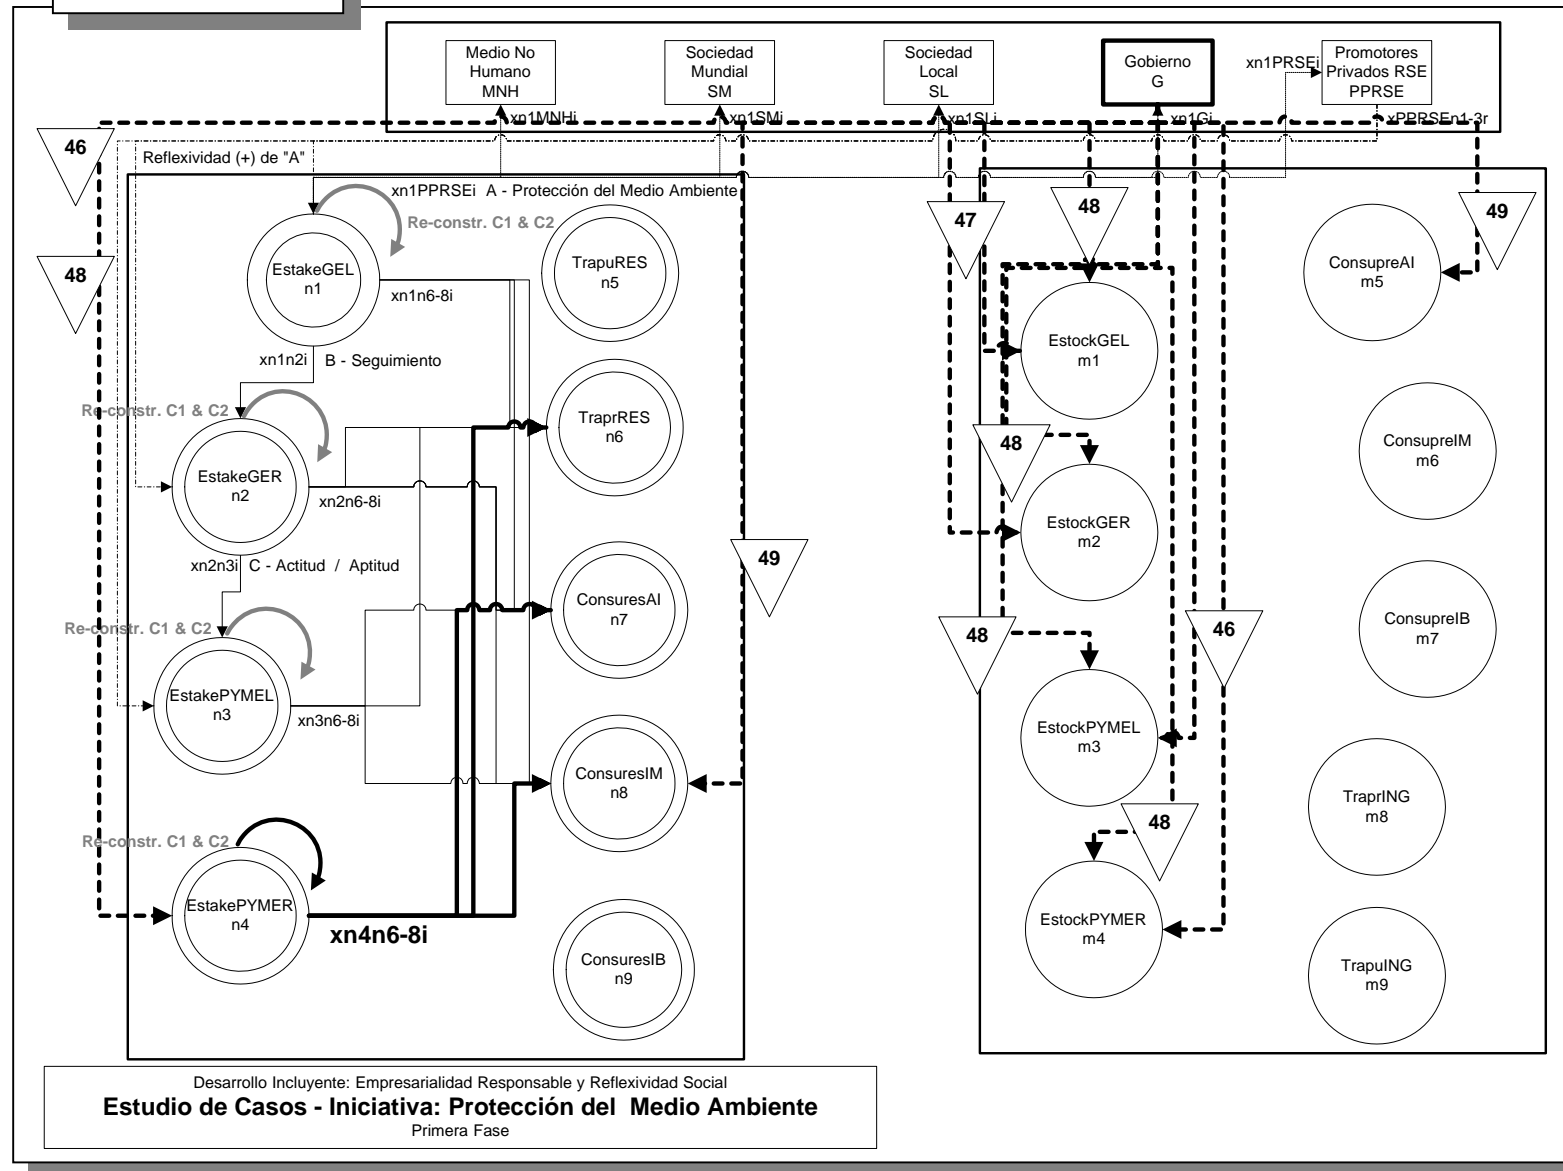 Medio No
Humano
MNH
Sociedad
Mundial
SM
Sociedad
Local
SL
Gobierno
G
Promotores
Privados RSE
PPRSE
xn1PRSEi
xn1MNHi
xn1SMi
xn1SLi
xn1Gi
xPPRSEn1-3r
46
Reflexividad (+) de "A"
xn1PPRSEi A - Protección del Medio Ambiente
Re-constr. C1 & C2
47
48
49
48
EstakeGEL
n1
xn1n6-8i
TrapuRES
n5
ConsupreAI
m5
EstockGEL
m1
xn1n2i B - Seguimiento
Re-constr. C1 & C2
TraprRES
n6
48
ConsupreIM
m6
EstakeGER
n2
xn2n6-8i
EstockGER
m2
49
xn2n3i C - Actitud / Aptitud
ConsuresAI
n7
ConsupreIB
m7
Re-constr. C1 & C2
48
46
EstakePYMEL
n3
xn3n6-8i
EstockPYMEL
m3
ConsuresIM
n8
TraprING
m8
48
Re-constr. C1 & C2
EstakePYMER
n4
xn4n6-8i
EstockPYMER
m4
ConsuresIB
n9
TrapuING
m9
Desarrollo Incluyente: Empresarialidad Responsable y Reflexividad Social
Estudio de Casos - Iniciativa: Protección del Medio Ambiente
Primera Fase